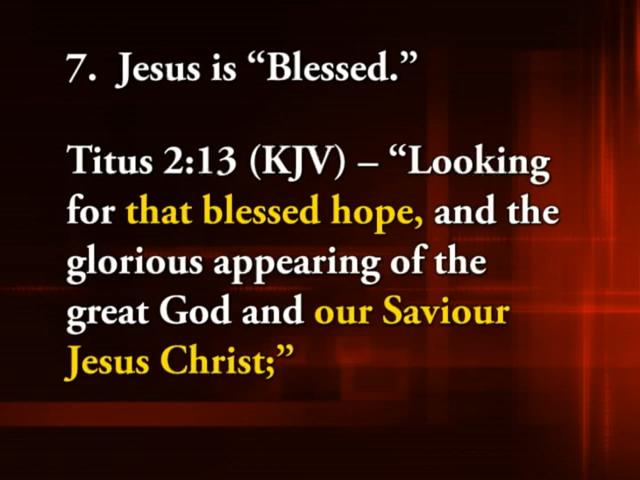 7. Jesus is “Blessed.”
Titus 2:13 (KJV) – “Looking
for that blessed hope, and the
glorious appearing of the
great God and our Saviour
Jesus Christ;”